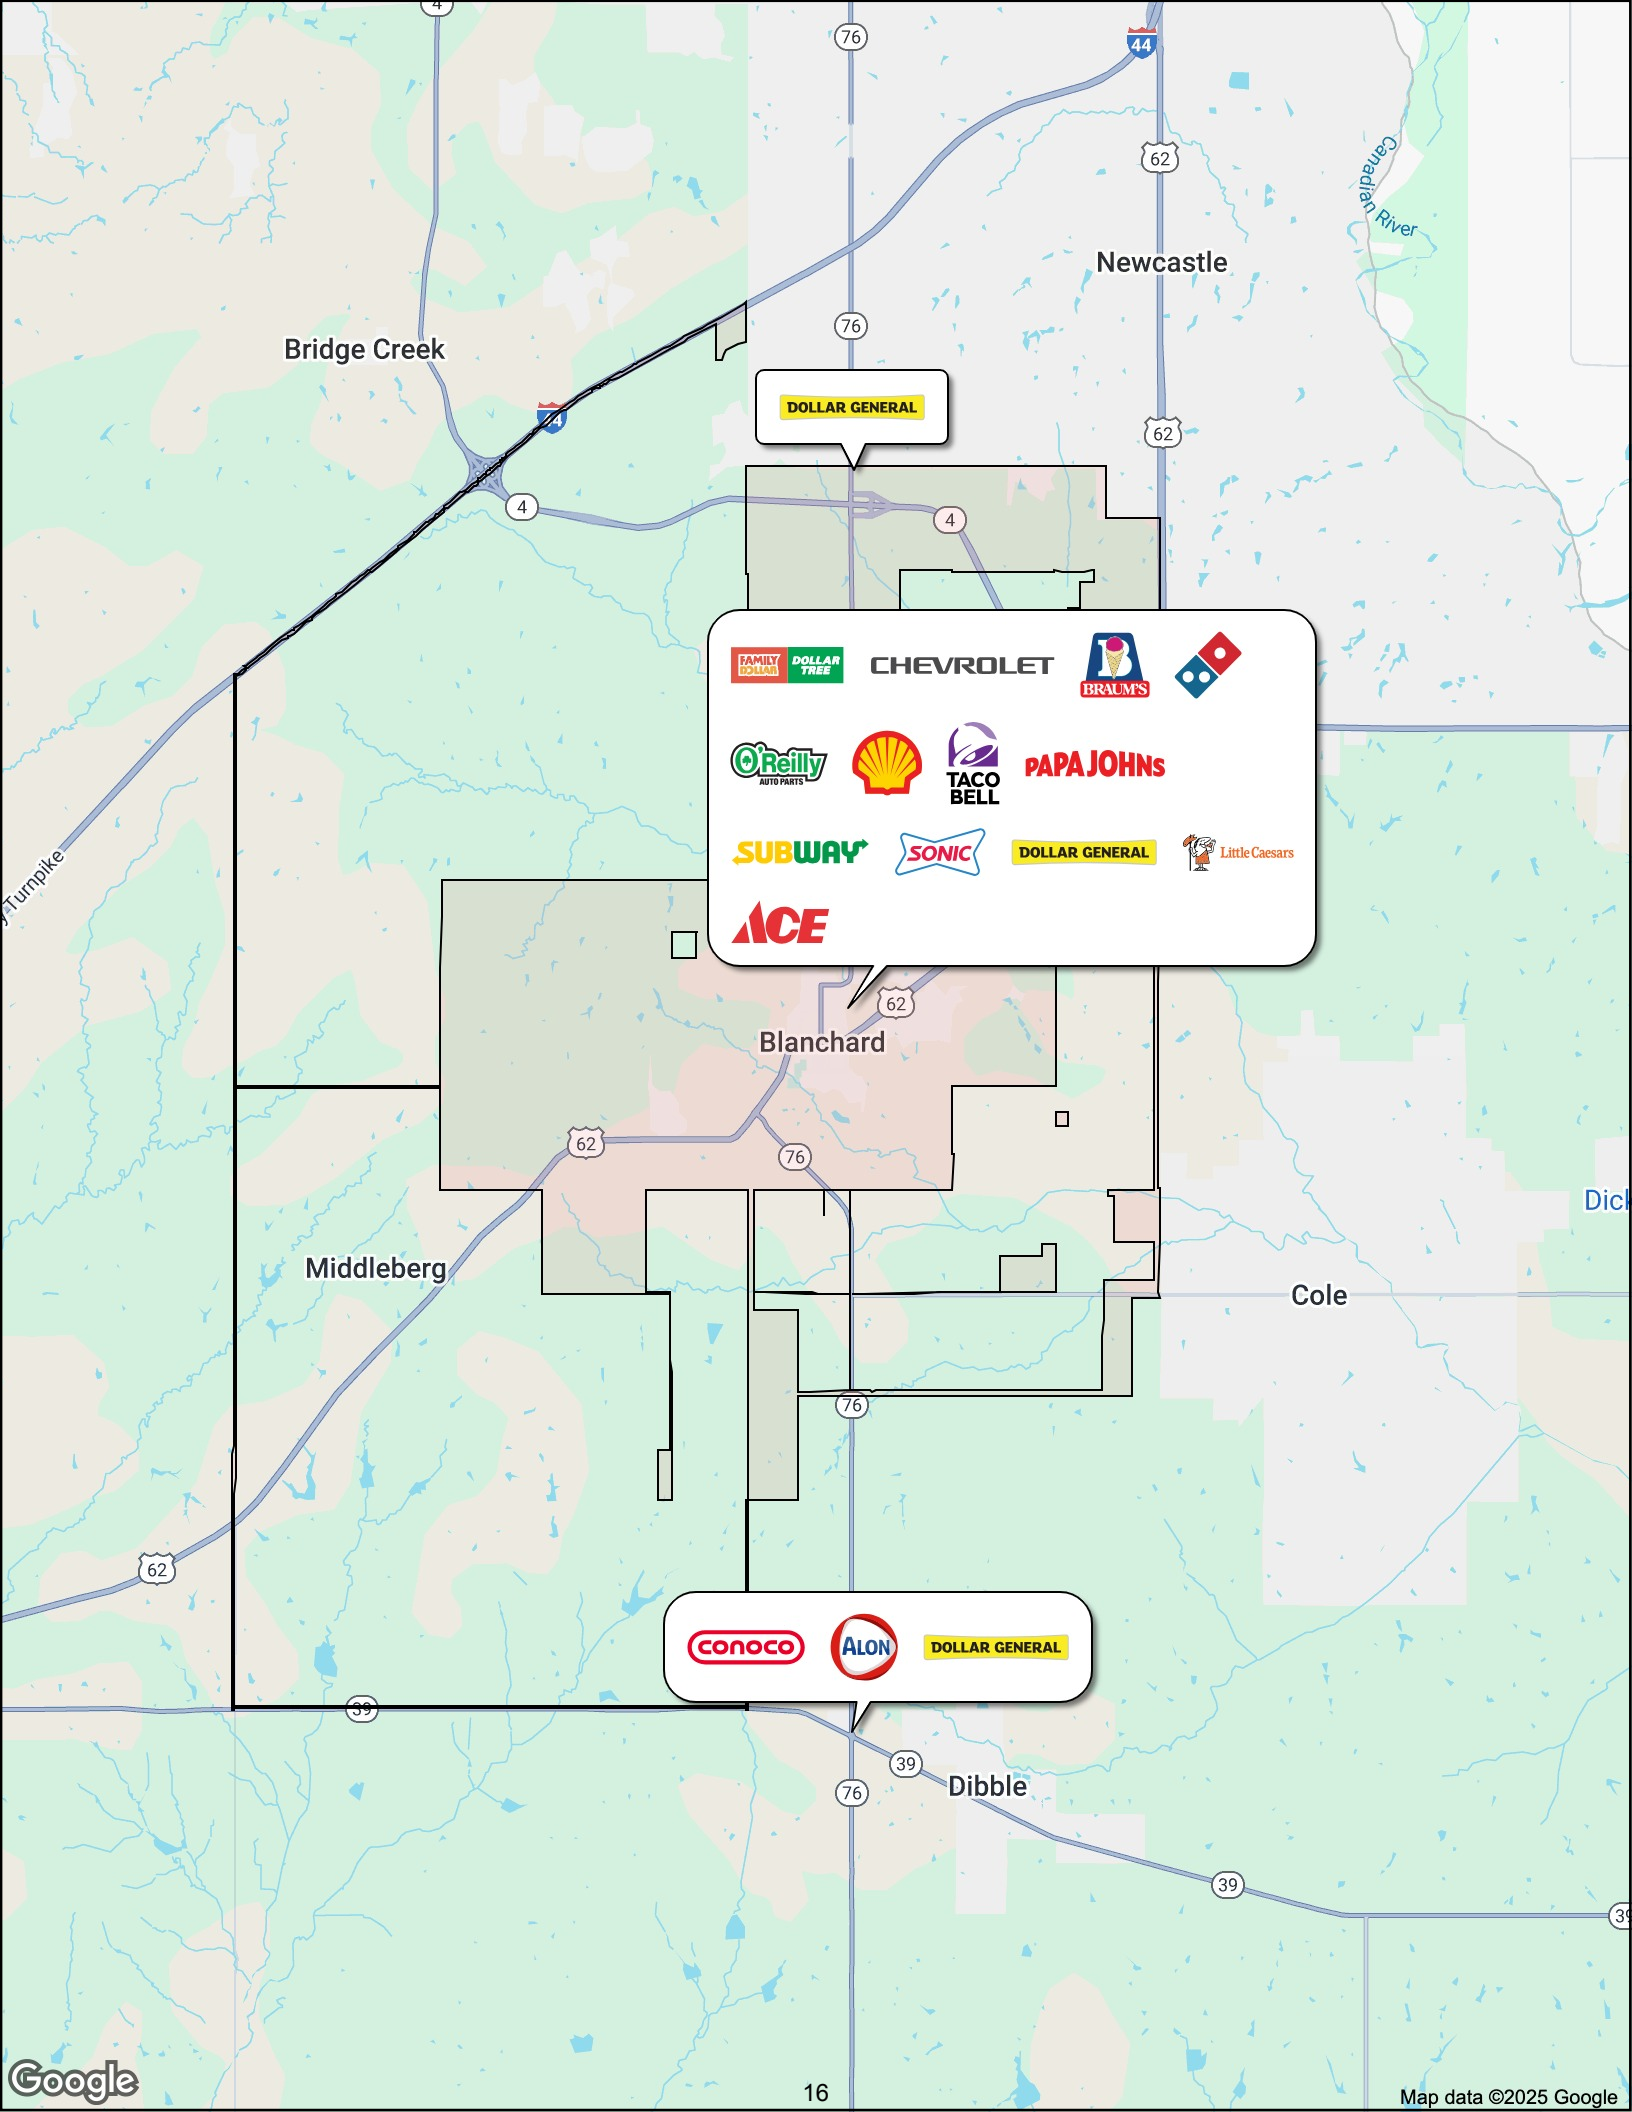 4
76
44
62
Canadian River
Newcastle
76
Bridge Creek
DOLLAR GENERAL
62
4
4
FAMILY DOLLAR
DOLLAR TREE
CHEVROLET
B
BRAUM'S
O'Reilly
AUTO PARTS
TACO
BELL
PAPA JOHNS
SUBWAY
SONIC
DOLLAR GENERAL
Little Caesars
y Turnpike
ACE
62
Blanchard
62
76
Middleberg
Cole
76
62
CONOCO
ALON
DOLLAR GENERAL
39
39
76
Dibble
39
39
Google
16
Map data ©2025 Google